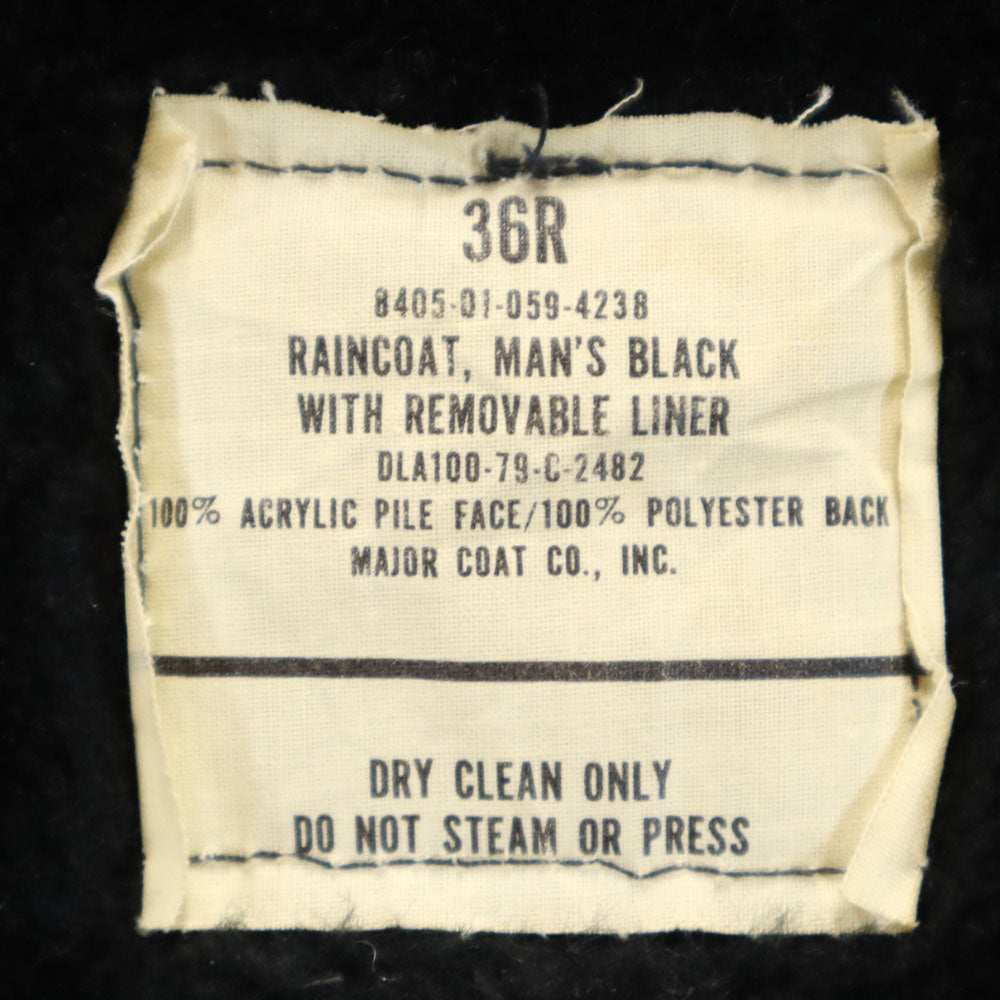 36R
8405-01-059-4238
RAINCOAT, MAN'S BLACK
WITH REMOVABLE LINER
DLA100-79-C-2482
100% ACRYLIC PILE FACE/100% POLYESTER BACK
MAJOR COAT CO., INC.
DRY CLEAN ONLY
DO NOT STEAM OR PRESS